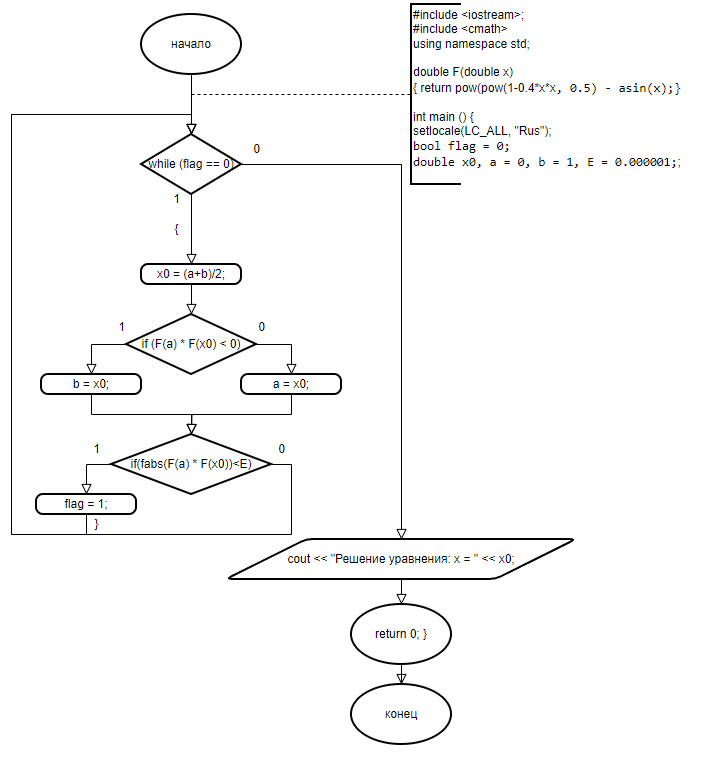 начало
#include <iostream>;
#include <cmath>
using namespace std;
double F(double x)
{ return pow(pow(1-0.4*x*x, 0.5) - asin(x);}
int main () {
setlocale(LC_ALL, "Rus");
bool flag = 0;
double x0, a = 0, b = 1, E = 0.000001;;
while (flag == 0)
0
1
{
x0 = (a+b)/2;
if (F(a) * F(x0) < 0)
1
0
b = x0;
a = x0;
if(fabs(F(a) * F(x0))<E)
1
0
flag = 1;
}
cout << "Решение уравнения: x = " << x0;
return 0; }
конец